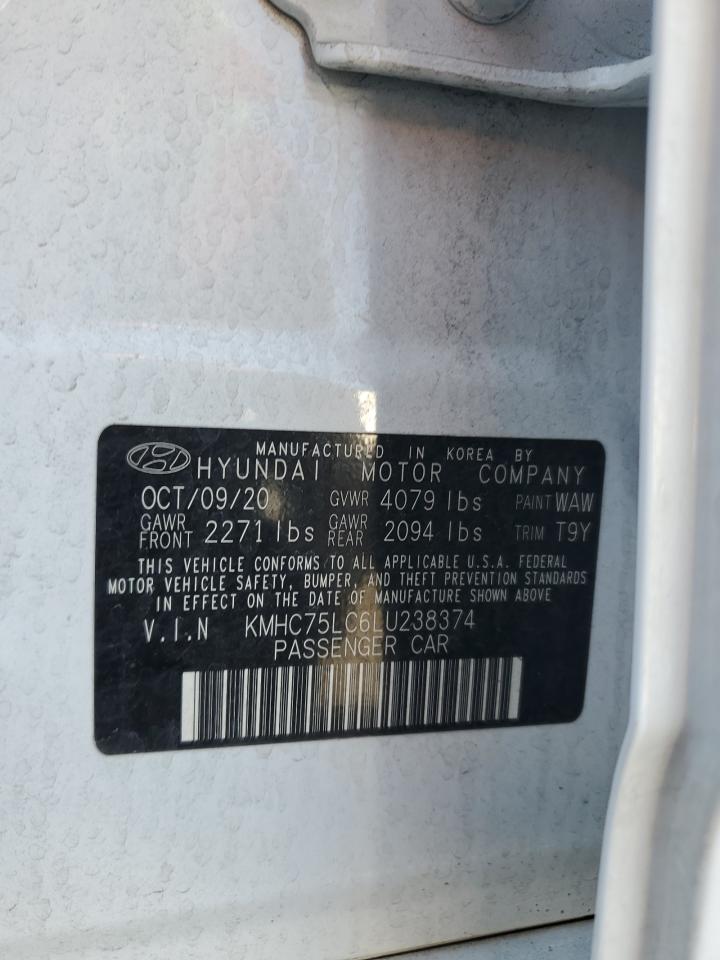 MANUFACTURED IN KOREA BY
HYUNDAI MOTOR COMPANY
OCT/09/20 GVWR 4079 lbs PAINT WAW
GAWR FRONT 2271 lbs GAWR REAR 2094 lbs TRIM T9Y
THIS VEHICLE CONFORMS TO ALL APPLICABLE U.S.A. FEDERAL
MOTOR VEHICLE SAFETY, BUMPER, AND THEFT PREVENTION STANDARDS
IN EFFECT ON THE DATE OF MANUFACTURE SHOWN ABOVE.
V.I.N KMHC75LC6LU238374
PASSENGER CAR